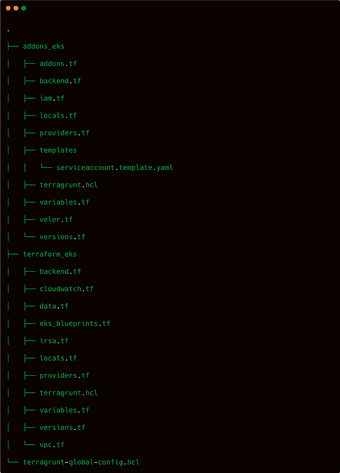 .
├── addons_eks
│   ├── addons.tf
│   ├── backend.tf
│   ├── iam.tf
│   ├── locals.tf
│   ├── providers.tf
│   ├── templates
│   │   └── serviceaccount.template.yaml
│   ├── terragrunt.hcl
│   ├── variables.tf
│   ├── veler.tf
│   └── versions.tf
├── terraform_eks
│   ├── backend.tf
│   ├── cloudwatch.tf
│   ├── data.tf
│   ├── eks_blueprints.tf
│   ├── irsa.tf
│   ├── locals.tf
│   ├── providers.tf
│   ├── terragrunt.hcl
│   ├── variables.tf
│   ├── versions.tf
│   └── vpc.tf
└── terragrunt-global-config.hcl